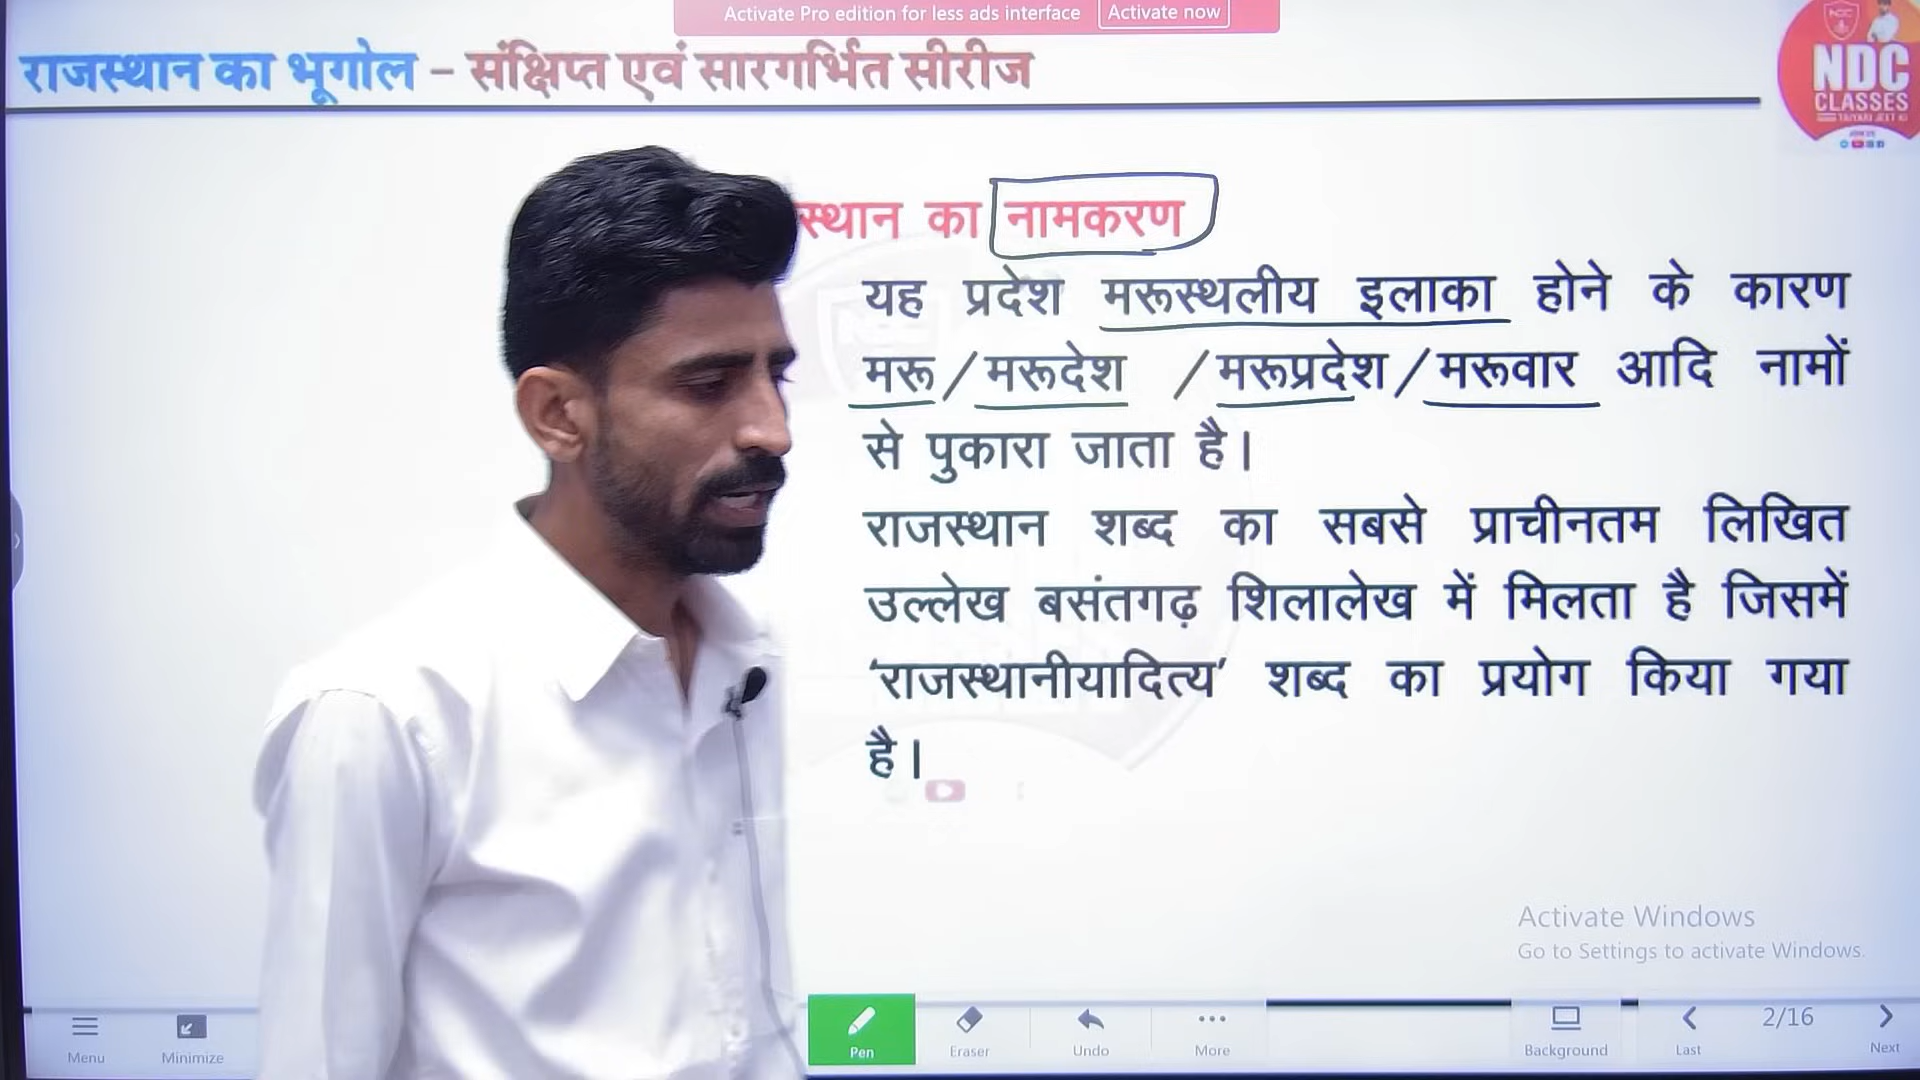 Activate Pro edition for less ads interface Activate now
राजस्थान का भूगोल – संक्षिप्त एवं सारगर्भित सीरीज
NDC
CLASSES
स्थान का नामकरण
यह प्रदेश मरूस्थलीय इलाका होने के कारण
मरू/मरूदेश /मरूप्रदेश/मरूवार आदि नामों
से पुकारा जाता है।
राजस्थान शब्द का सबसे प्राचीनतम लिखित
उल्लेख बसंतगढ़ शिलालेख में मिलता है जिसमें
‘राजस्थानीयादित्य’ शब्द का प्रयोग किया गया
है।
Activate Windows
Go to Settings to activate Windows.
Menu Minimize Pen Eraser Undo More Background Last 2/16 Next